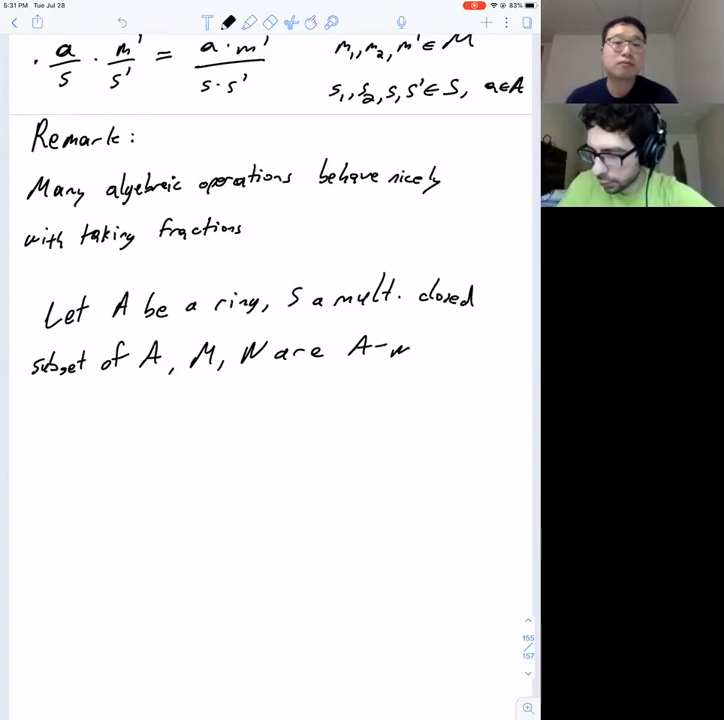 5:31 PM Tue Jul 28
83%
· a/s · m'/s' = a·m'/s·s'
m₁, m₂, m' ∈ M
s₁, s₂, s, s' ∈ S, a∈A
Remark:
Many algebreic operations behave nicely
with taking fractions
Let A be a ring, S a mult. closed
subset of A, M, N are A-m
155
/
157